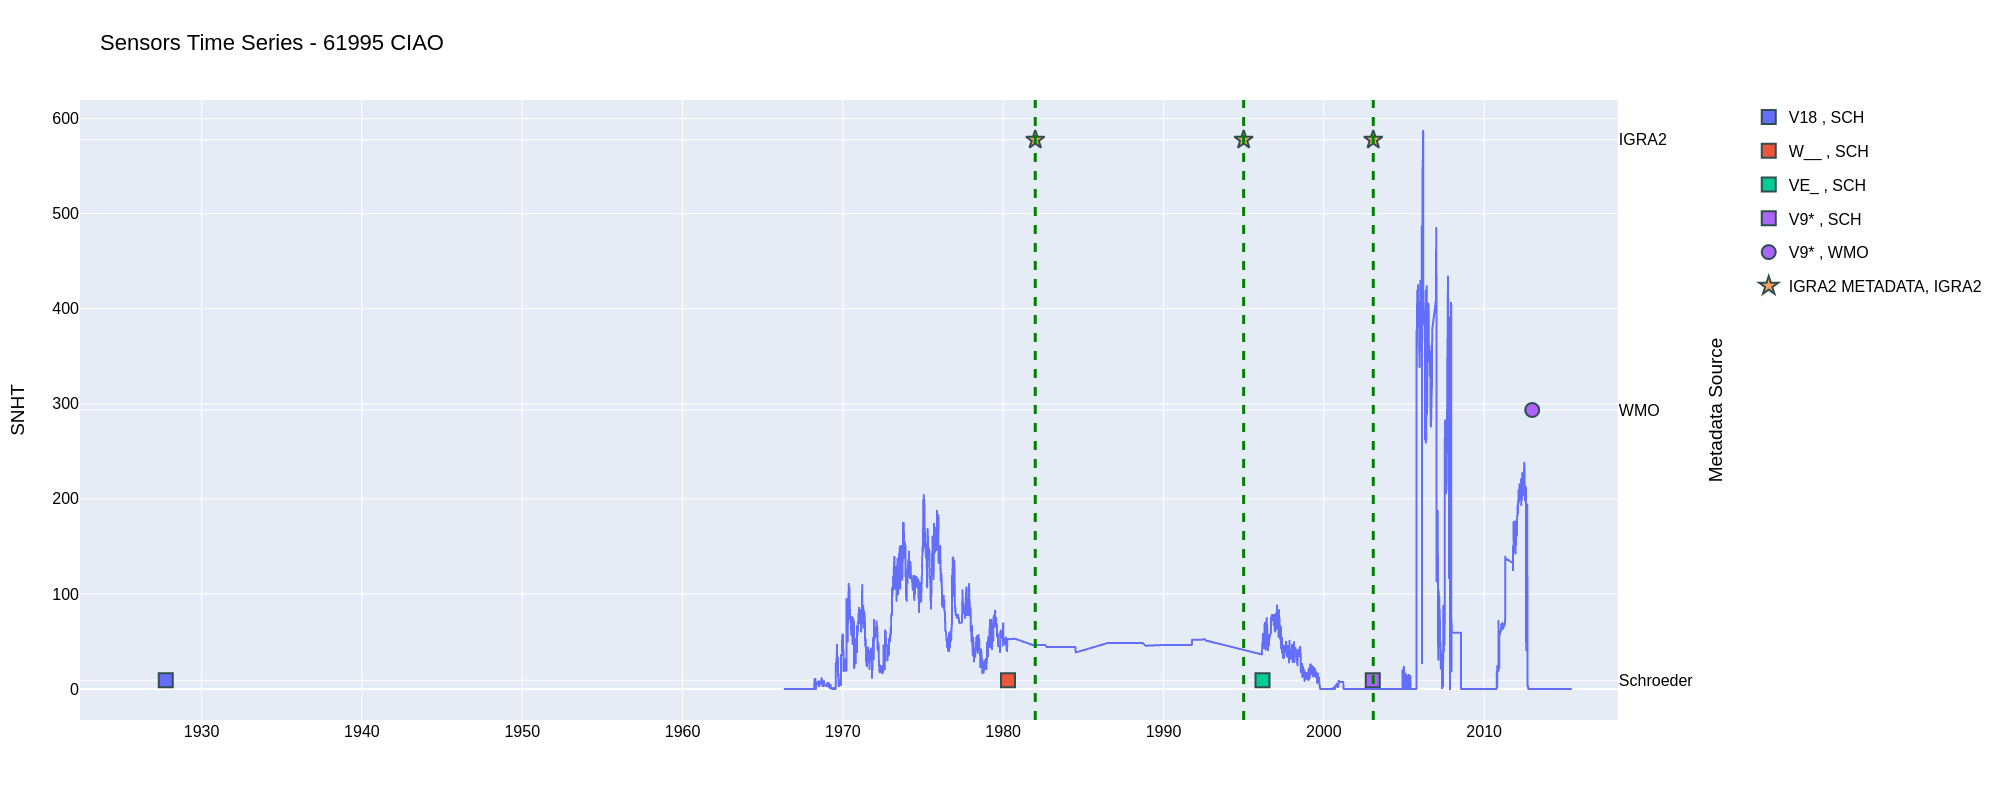 Sensors Time Series - 61995 CIAO
600
500
400
300
200
100
0
SNHT
1930
1940
1950
1960
1970
1980
1990
2000
2010
IGRA2
WMO
Schroeder
Metadata Source
V18 , SCH
W__ , SCH
VE_ , SCH
V9* , SCH
V9* , WMO
IGRA2 METADATA, IGRA2